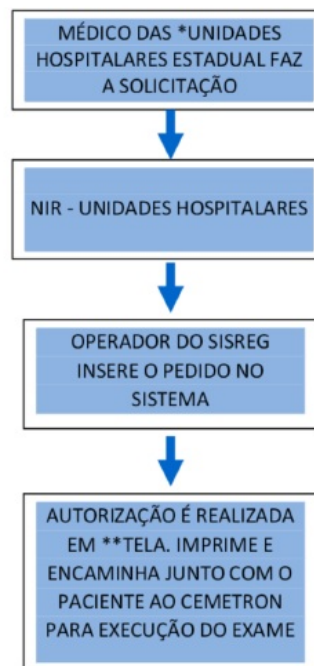 MÉDICO DAS *UNIDADES
HOSPITALARES ESTADUAL FAZ
A SOLICITAÇÃO
NIR - UNIDADES HOSPITALARES
OPERADOR DO SISREG
INSERE O PEDIDO NO
SISTEMA
AUTORIZAÇÃO É REALIZADA
EM **TELA. IMPRIME E
ENCAMINHA JUNTO COM O
PACIENTE AO CEMETRON
PARA EXECUÇÃO DO EXAME